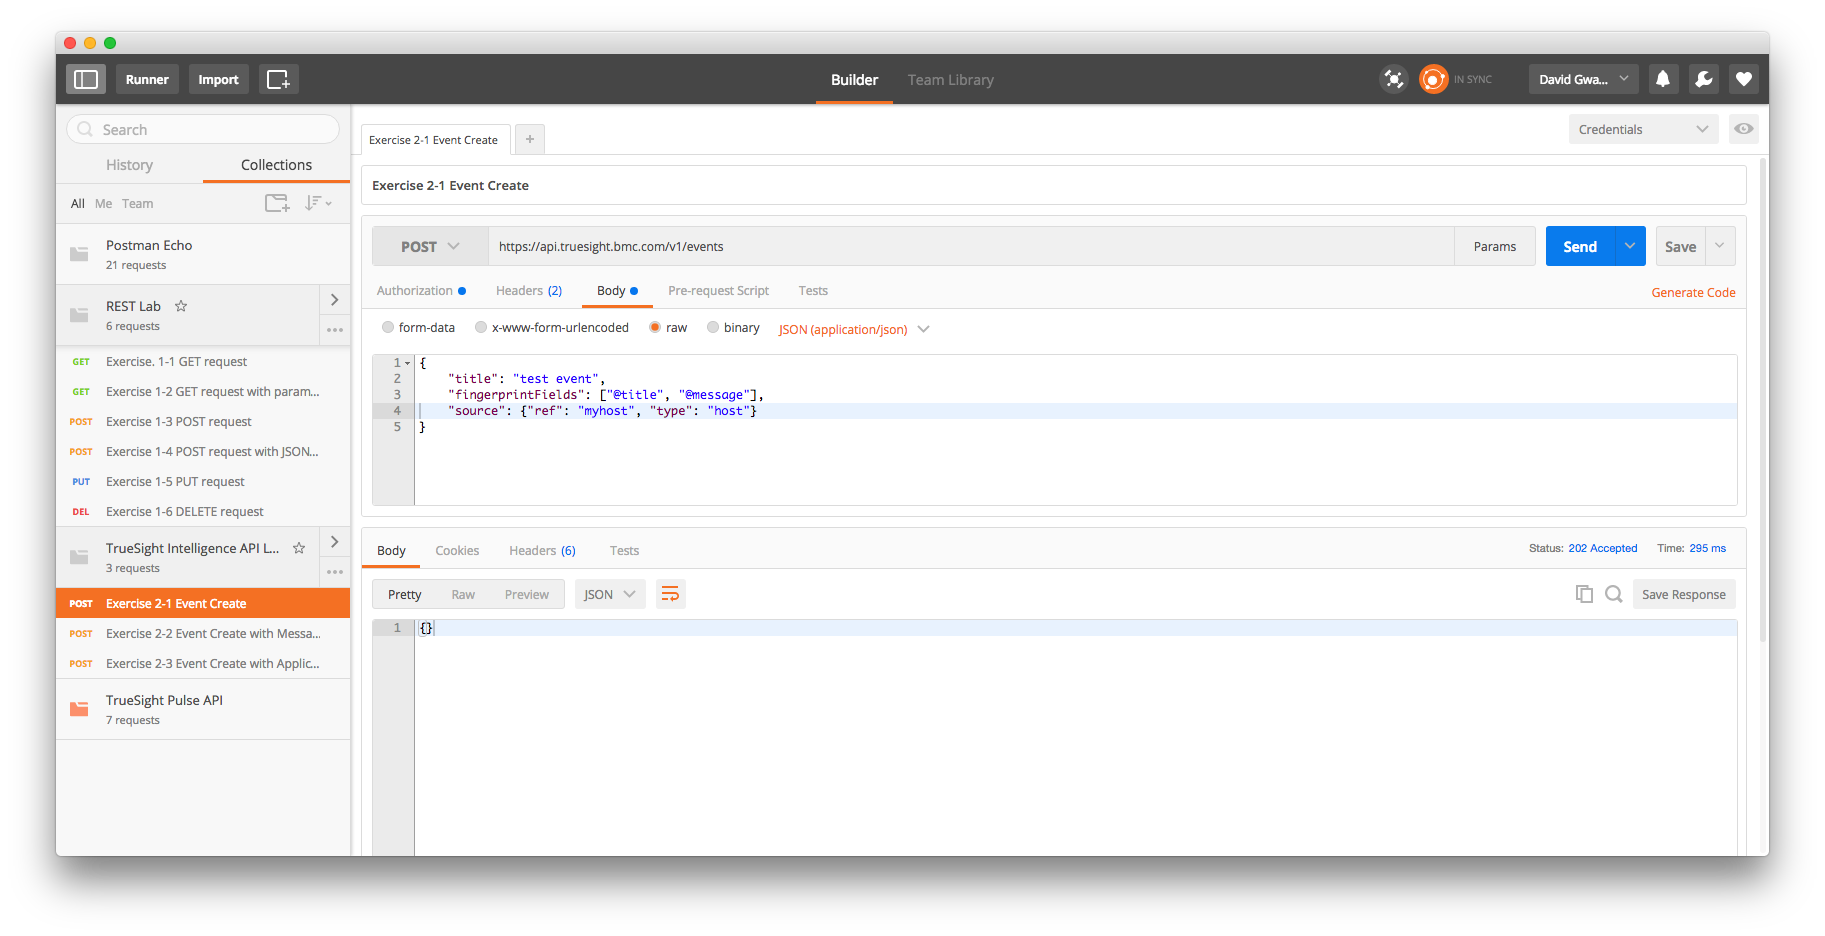 Runner
Import
Builder
Team Library
IN SYNC
David Gwa...
Search
History
Collections
All Me Team
Postman Echo
21 requests
REST Lab
6 requests
GET Exercise. 1-1 GET request
GET Exercise 1-2 GET request with param...
POST Exercise 1-3 POST request
POST Exercise 1-4 POST request with JSON...
PUT Exercise 1-5 PUT request
DEL Exercise 1-6 DELETE request
TrueSight Intelligence API L...
3 requests
POST Exercise 2-1 Event Create
POST Exercise 2-2 Event Create with Messa...
POST Exercise 2-3 Event Create with Applic...
TrueSight Pulse API
7 requests
Exercise 2-1 Event Create
+
Credentials
Exercise 2-1 Event Create
POST
https://api.truesight.bmc.com/v1/events
Params
Send
Save
Authorization
Headers (2)
Body
Pre-request Script
Tests
Generate Code
form-data
x-www-form-urlencoded
raw
binary
JSON (application/json)
1 {
2 "title": "test event",
3 "fingerprintFields": ["@title", "@message"],
4 "source": {"ref": "myhost", "type": "host"}
5 }
Body
Cookies
Headers (6)
Tests
Status: 202 Accepted
Time: 295 ms
Pretty
Raw
Preview
JSON
Save Response
1 {}